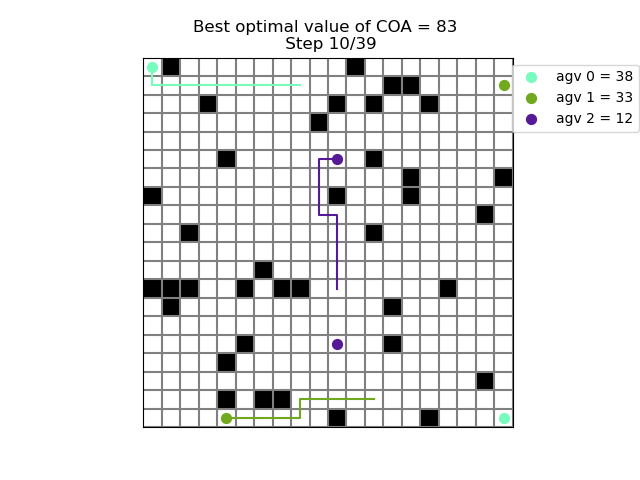 Best optimal value of COA = 83
Step 10/39
agv 0 = 38
agv 1 = 33
agv 2 = 12